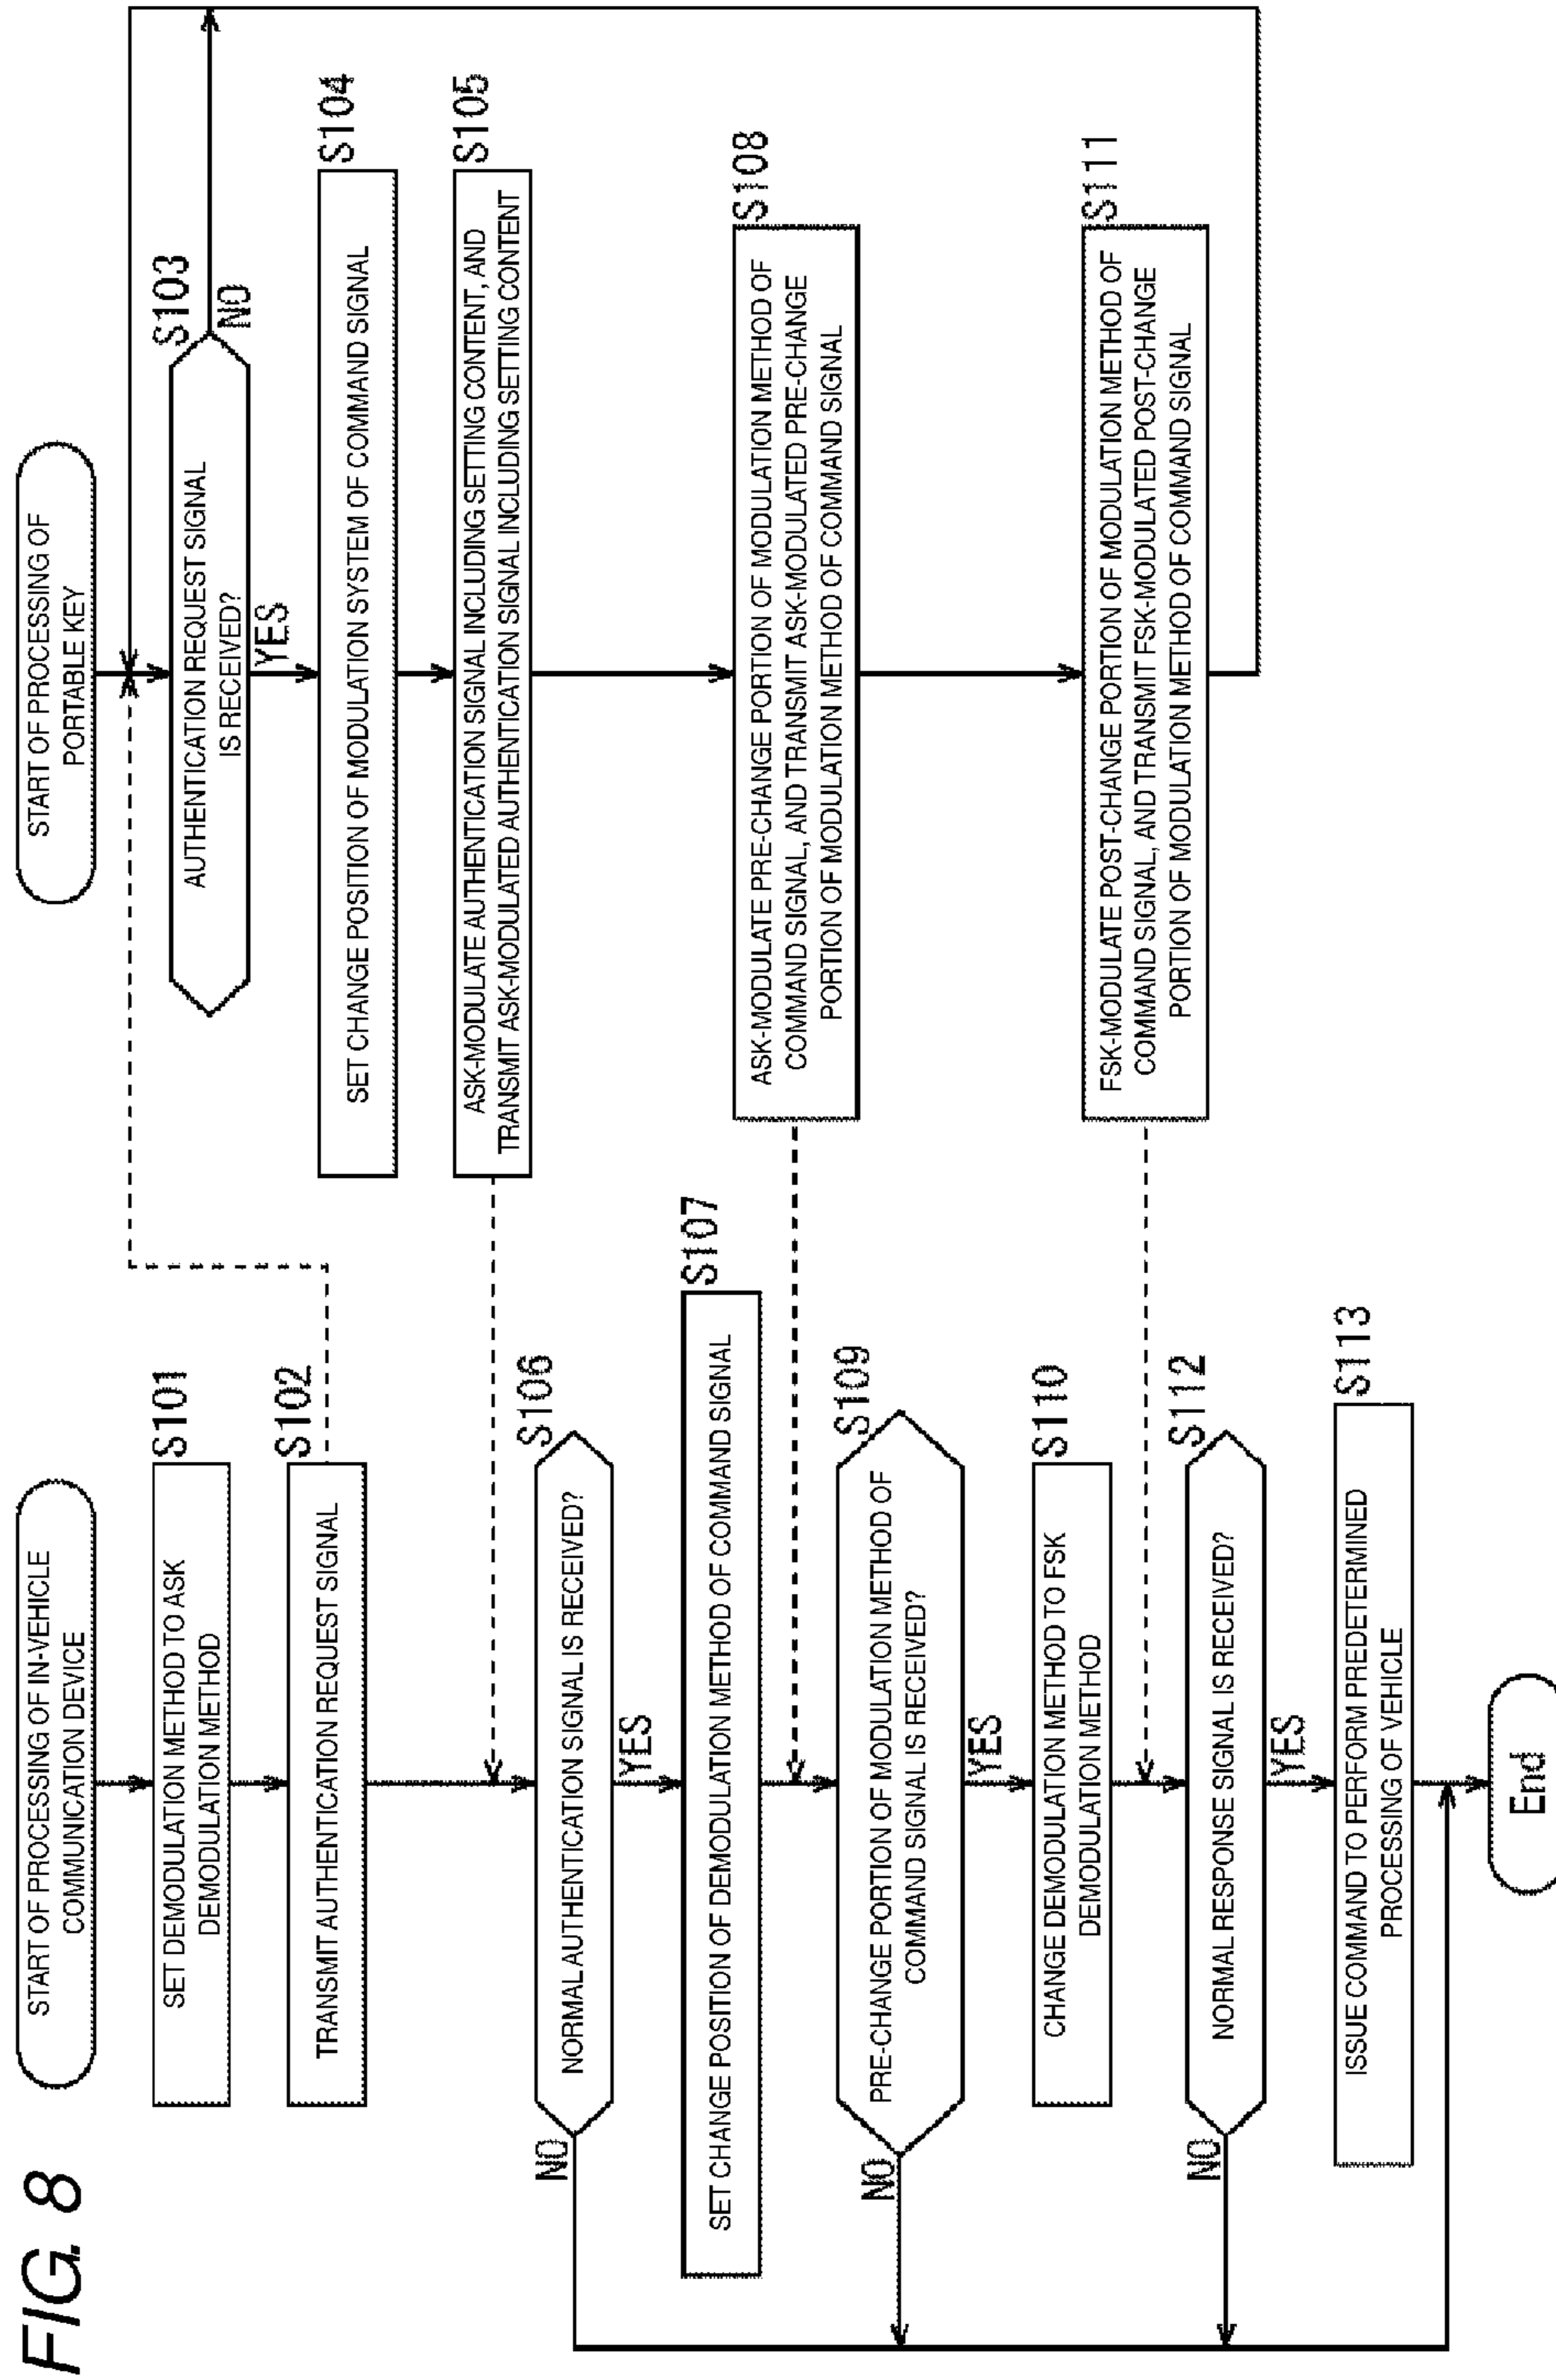 FIG. 8
START OF PROCESSING OF IN-VEHICLE
COMMUNICATION DEVICE
S101
SET DEMODULATION METHOD TO ASK
DEMODULATION METHOD
S102
TRANSMIT AUTHENTICATION REQUEST SIGNAL
S106
NORMAL AUTHENTICATION SIGNAL IS RECEIVED?
NO
YES
S107
SET CHANGE POSITION OF DEMODULATION METHOD OF COMMAND SIGNAL
S109
PRE-CHANGE PORTION OF MODULATION METHOD OF
COMMAND SIGNAL IS RECEIVED?
NO
YES
S110
CHANGE DEMODULATION METHOD TO FSK
DEMODULATION METHOD
S112
NORMAL RESPONSE SIGNAL IS RECEIVED?
NO
YES
S113
ISSUE COMMAND TO PERFORM PREDETERMINED
PROCESSING OF VEHICLE
End
START OF PROCESSING OF
PORTABLE KEY
S103
AUTHENTICATION REQUEST SIGNAL
IS RECEIVED?
NO
YES
S104
SET CHANGE POSITION OF MODULATION SYSTEM OF COMMAND SIGNAL
S105
ASK-MODULATE AUTHENTICATION SIGNAL INCLUDING SETTING CONTENT, AND
TRANSMIT ASK-MODULATED AUTHENTICATION SIGNAL INCLUDING SETTING CONTENT
S108
ASK-MODULATE PRE-CHANGE PORTION OF MODULATION METHOD OF
COMMAND SIGNAL, AND TRANSMIT ASK-MODULATED PRE-CHANGE
PORTION OF MODULATION METHOD OF COMMAND SIGNAL
S111
FSK-MODULATE POST-CHANGE PORTION OF MODULATION METHOD OF
COMMAND SIGNAL, AND TRANSMIT FSK-MODULATED POST-CHANGE
PORTION OF MODULATION METHOD OF COMMAND SIGNAL